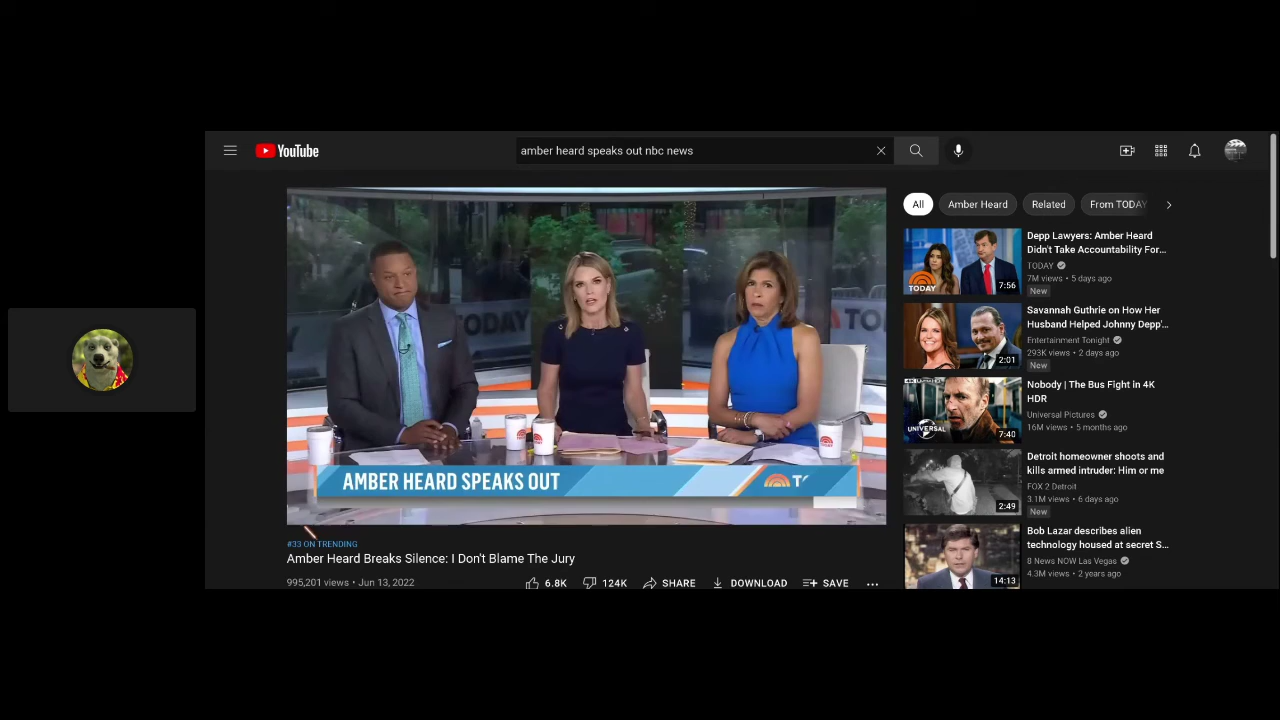 YouTube
amber heard speaks out nbc news
TODAY
AMBER HEARD SPEAKS OUT
#33 ON TRENDING
Amber Heard Breaks Silence: I Don't Blame The Jury
995,201 views • Jun 13, 2022
6.8K
124K
SHARE
DOWNLOAD
SAVE
All
Amber Heard
Related
From TODAY
TODAY
7:56
Depp Lawyers: Amber Heard
Didn't Take Accountability For...
TODAY
7M views • 5 days ago
New
2:01
Savannah Guthrie on How Her
Husband Helped Johnny Depp'...
Entertainment Tonight
293K views • 2 days ago
New
UNIVERSAL
7:40
Nobody | The Bus Fight in 4K
HDR
Universal Pictures
16M views • 5 months ago
2:49
Detroit homeowner shoots and
kills armed intruder: Him or me
FOX 2 Detroit
3.1M views • 6 days ago
New
14:13
Bob Lazar describes alien
technology housed at secret S...
8 News NOW Las Vegas
4.3M views • 2 years ago